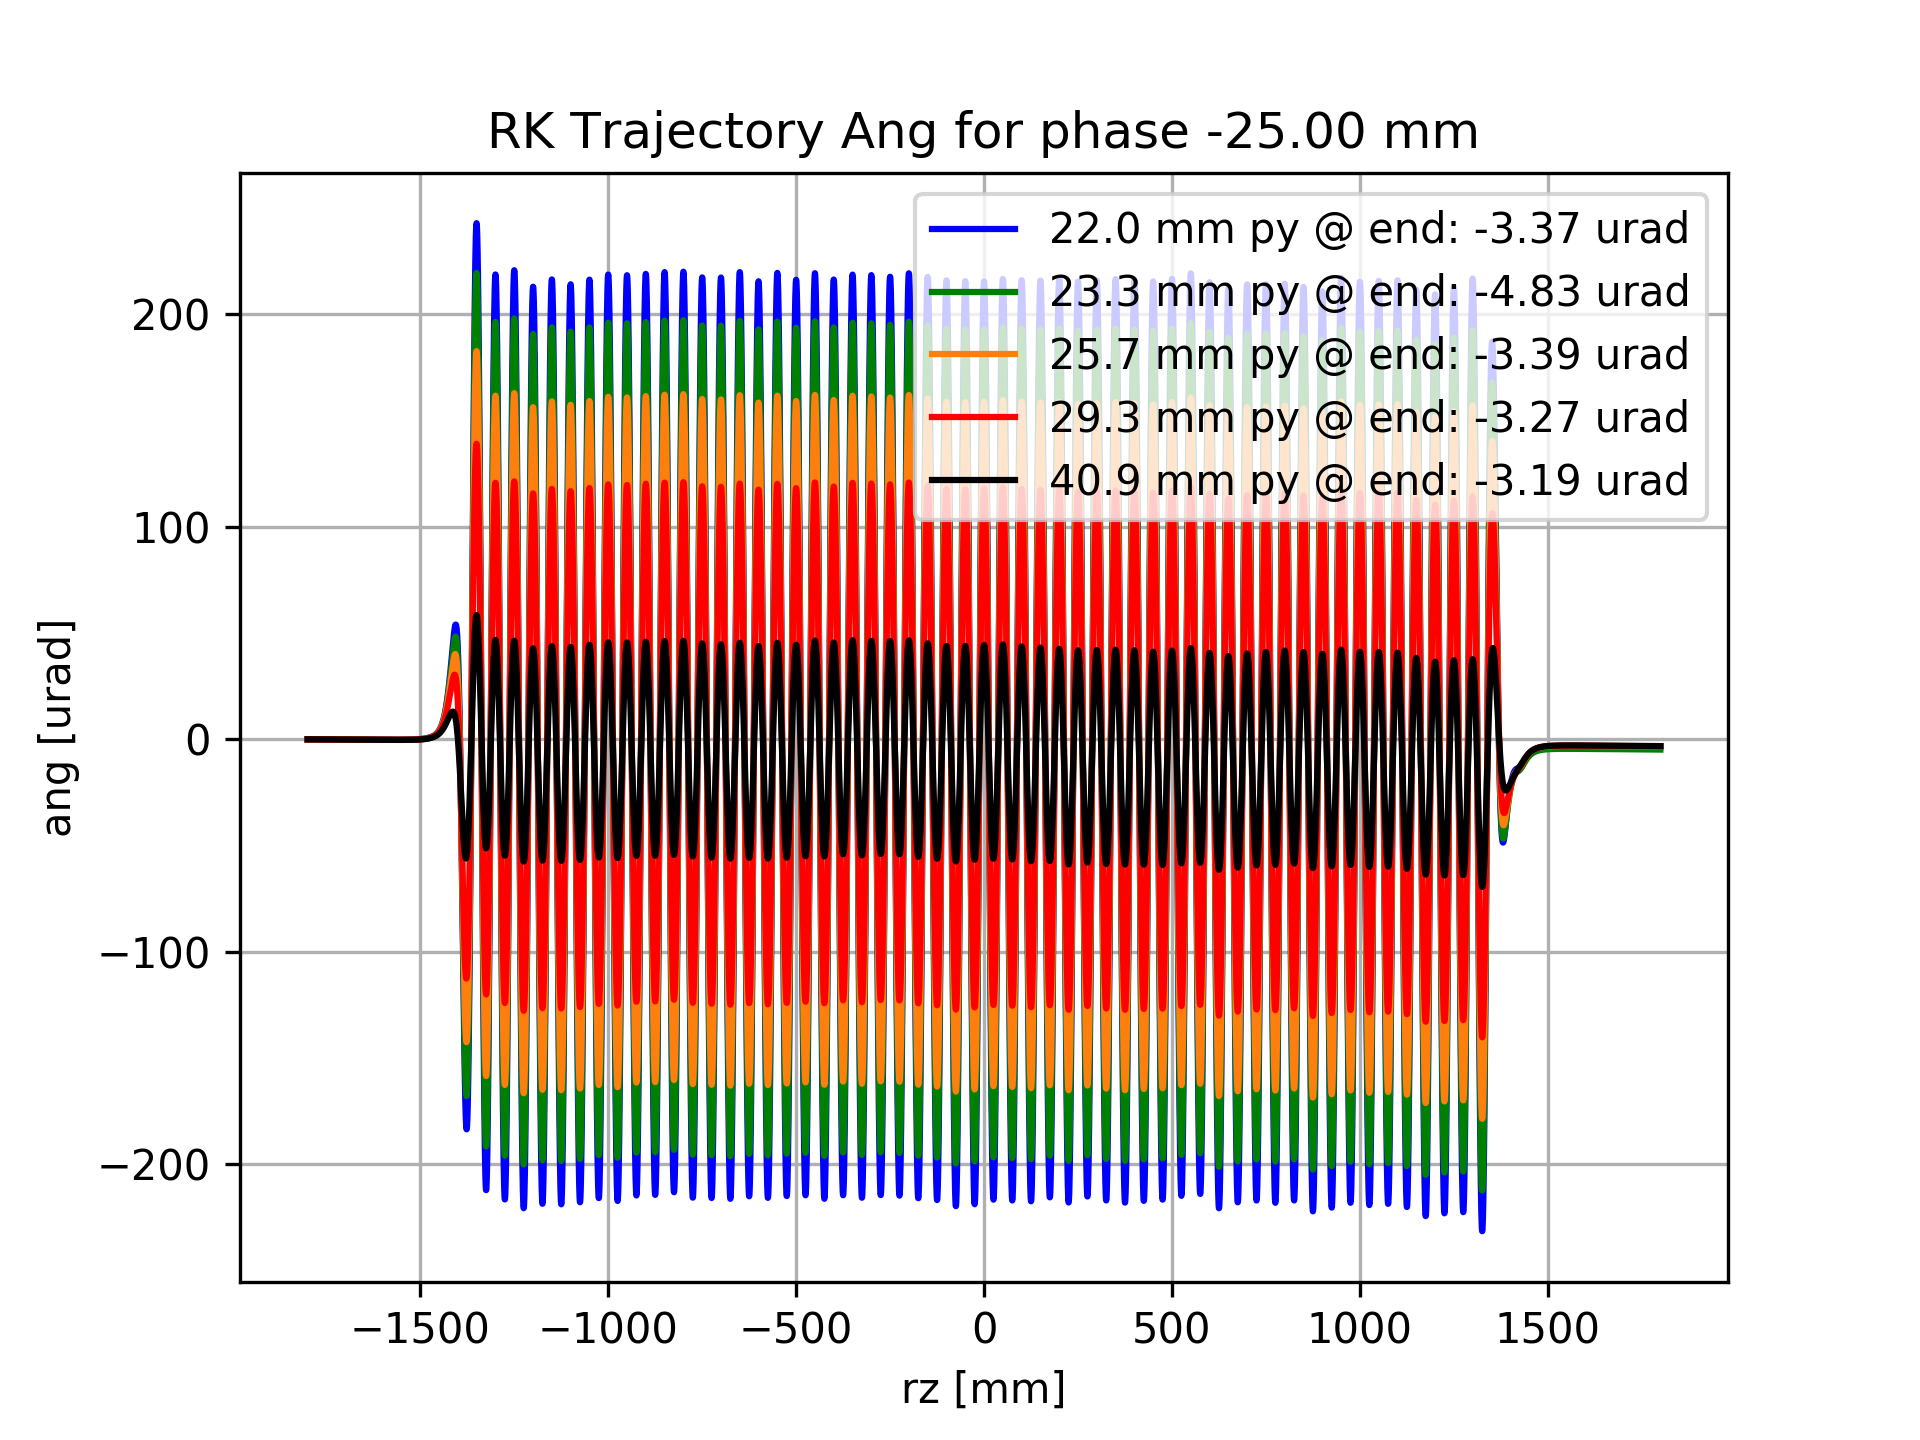 RK Trajectory Ang for phase -25.00 mm
22.0 mm py @ end: -3.37 urad
23.3 mm py @ end: -4.83 urad
25.7 mm py @ end: -3.39 urad
29.3 mm py @ end: -3.27 urad
40.9 mm py @ end: -3.19 urad
ang [urad]
200
100
0
−100
−200
−1500 −1000 −500 0 500 1000 1500
rz [mm]